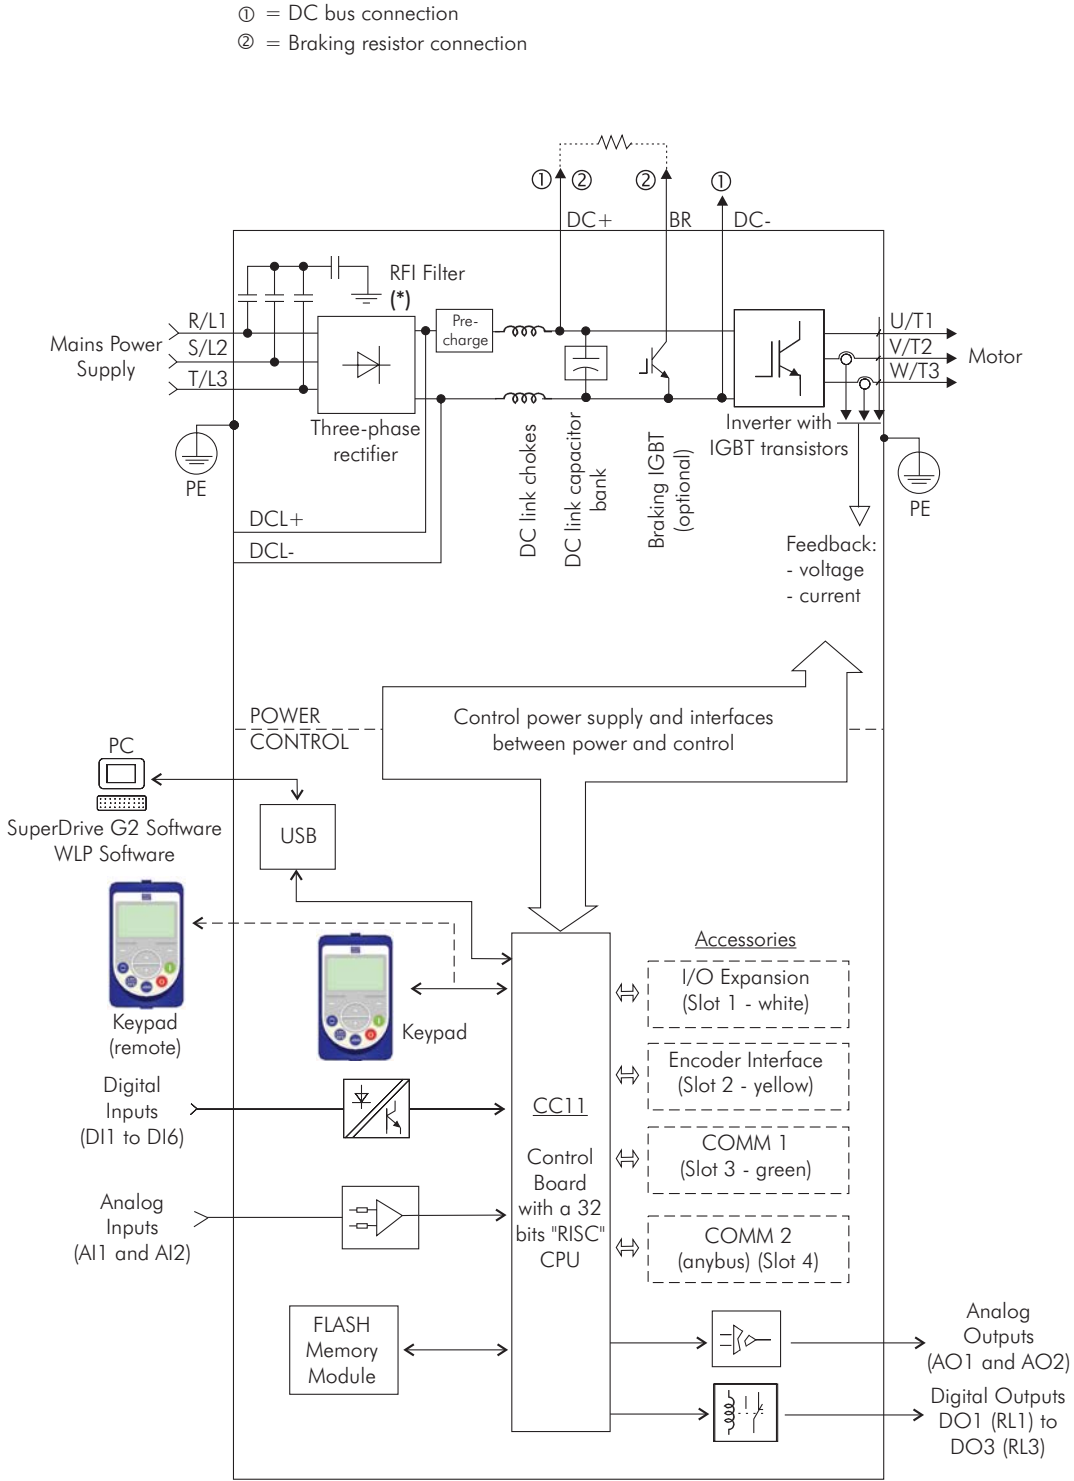 ① = DC bus connection
② = Braking resistor connection
① ② ② ①
DC+ BR DC-
RFI Filter
(*)
Mains Power
Supply
R/L1
S/L2
T/L3
Pre-
charge
U/T1
V/T2
W/T3
Motor
Three-phase
rectifier
Inverter with
IGBT transistors
PE
PE
DC link chokes
DC link capacitor
bank
Braking IGBT
(optional)
DCL+
DCL-
Feedback:
- voltage
- current
POWER
CONTROL
Control power supply and interfaces
between power and control
PC
SuperDrive G2 Software
WLP Software
USB
Keypad
(remote)
Keypad
Accessories
I/O Expansion
(Slot 1 - white)
Encoder Interface
(Slot 2 - yellow)
COMM 1
(Slot 3 - green)
COMM 2
(anybus) (Slot 4)
Digital
Inputs
(DI1 to DI6)
CC11
Control
Board
with a 32
bits "RISC"
CPU
Analog
Inputs
(AI1 and AI2)
FLASH
Memory
Module
Analog
Outputs
(AO1 and AO2)
Digital Outputs
DO1 (RL1) to
DO3 (RL3)